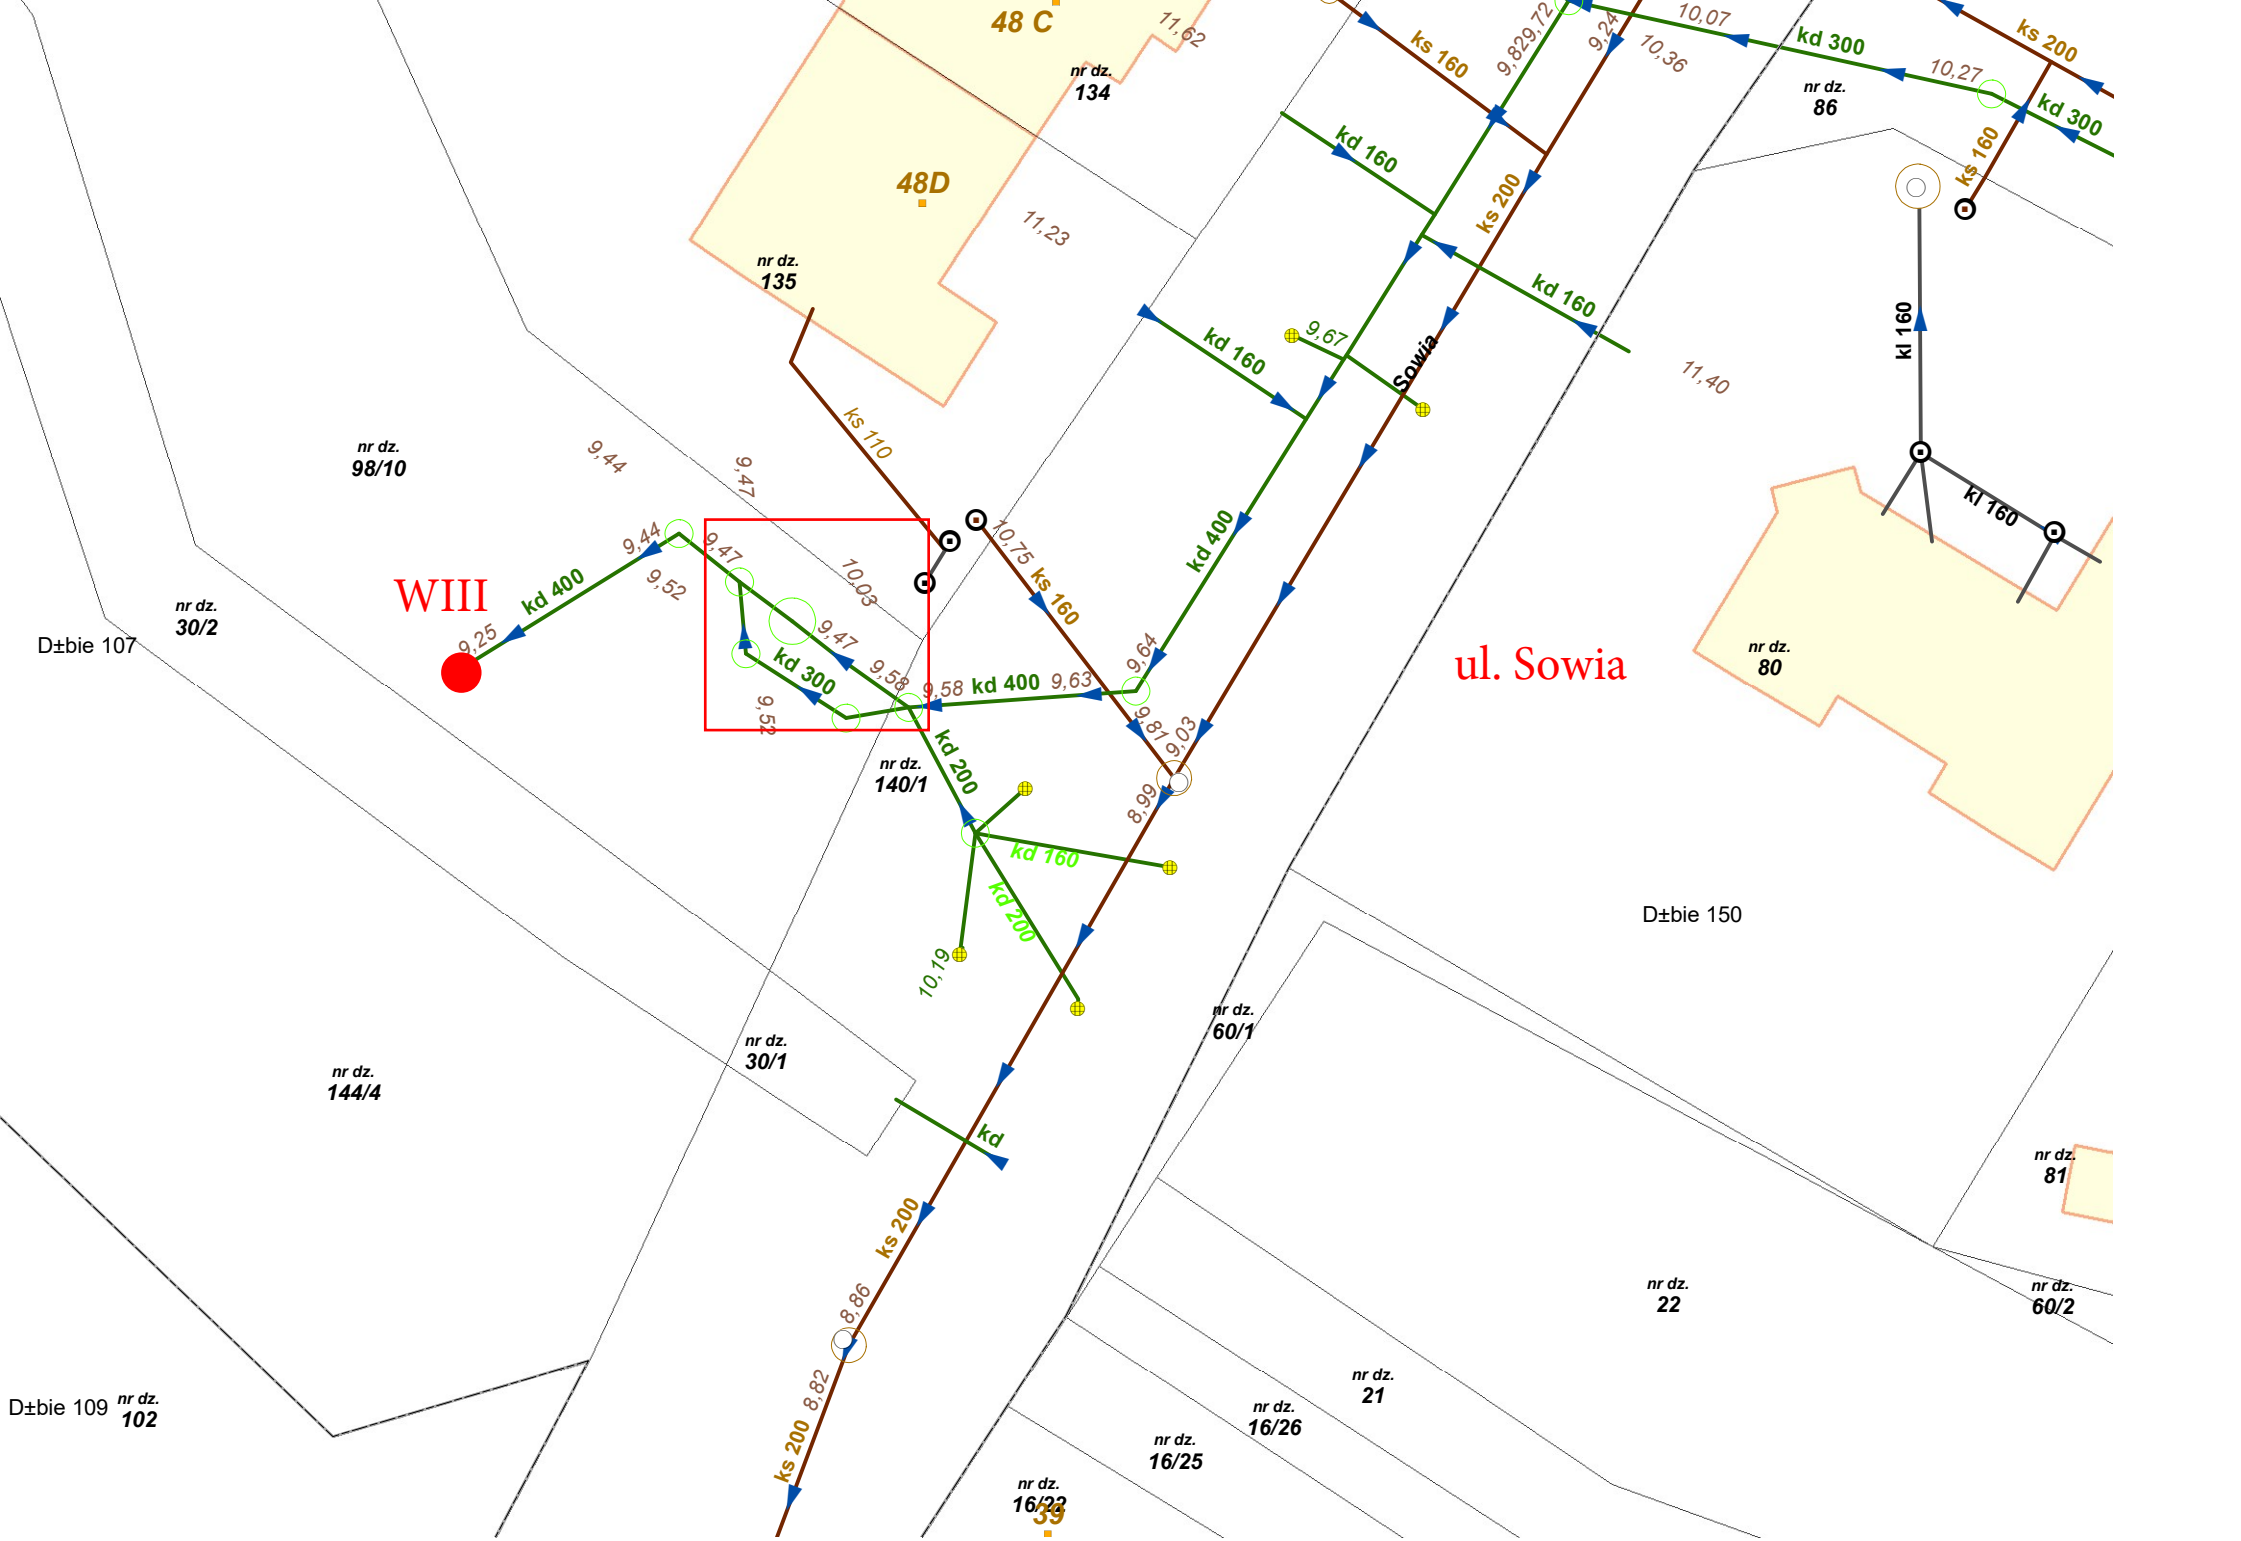 48 C
11,62
nr dz.
134
ks 160
9,829,72
9,24
10,07
10,36
kd 300
10,27
ks 200
nr dz.
86
kd 300
ks 160
kd 160
48D
11,23
ks 200
nr dz.
135
kd 160
kd 160
9,67
Sowia
kl 160
11,40
ks 110
nr dz.
98/10
9,44
9,47
kl 160
9,44
9,47
10,75
ks 160
kd 400
10,03
9,52
kd 400
WIII
nr dz.
30/2
D±bie 107
9,25
9,47
kd 300
9,58
9,58
kd 400
9,63
9,64
ul. Sowia
nr dz.
80
9,52
9,81
9,03
kd 200
nr dz.
140/1
8,99
kd 160
kd 200
10,19
D±bie 150
nr dz.
60/1
nr dz.
30/1
nr dz.
144/4
kd
nr dz.
81
ks 200
8,86
nr dz.
22
nr dz.
60/2
8,82
nr dz.
21
D±bie 109
nr dz.
102
nr dz.
16/26
nr dz.
16/25
ks 200
nr dz.
16/22
39